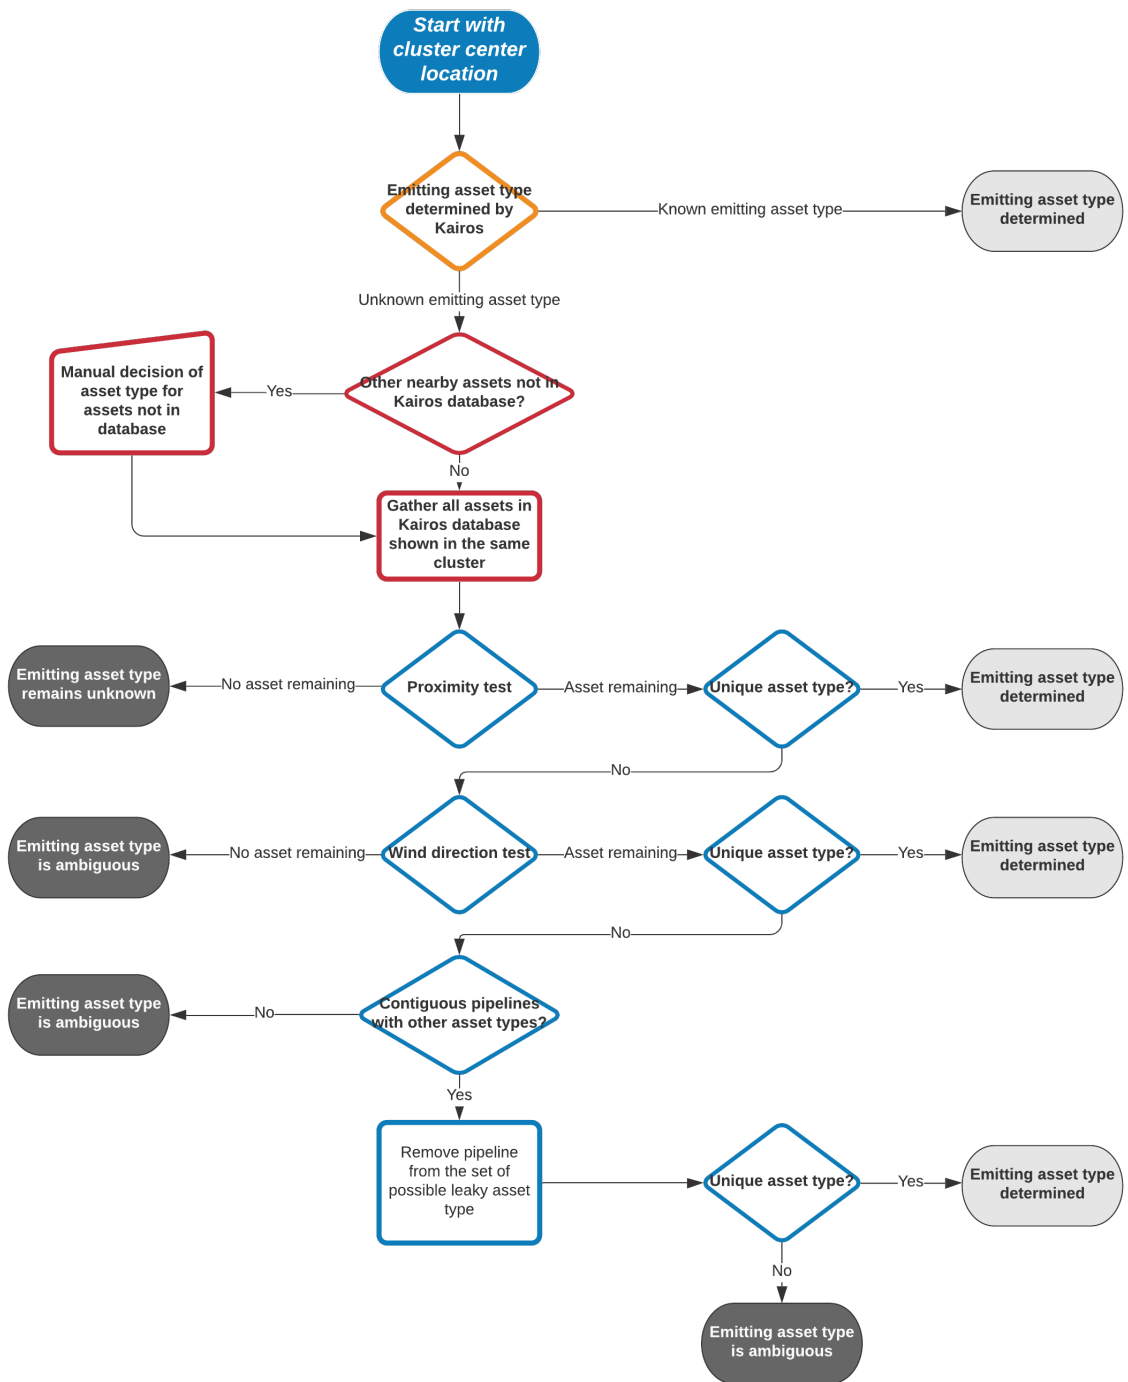 Start with
cluster center
location
Emitting asset type
determined by
Kairos
Known emitting asset type
Emitting asset type
determined
Unknown emitting asset type
Other nearby assets not in
Kairos database?
Yes
Manual decision of
asset type for
assets not in
database
No
Gather all assets in
Kairos database
shown in the same
cluster
Proximity test
No asset remaining
Emitting asset type
remains unknown
Asset remaining
Unique asset type?
Yes
Emitting asset type
determined
No
Wind direction test
No asset remaining
Emitting asset type
is ambiguous
Asset remaining
Unique asset type?
Yes
Emitting asset type
determined
No
Contiguous pipelines
with other asset types?
No
Emitting asset type
is ambiguous
Yes
Remove pipeline
from the set of
possible leaky asset
type
Unique asset type?
Yes
Emitting asset type
determined
No
Emitting asset type
is ambiguous